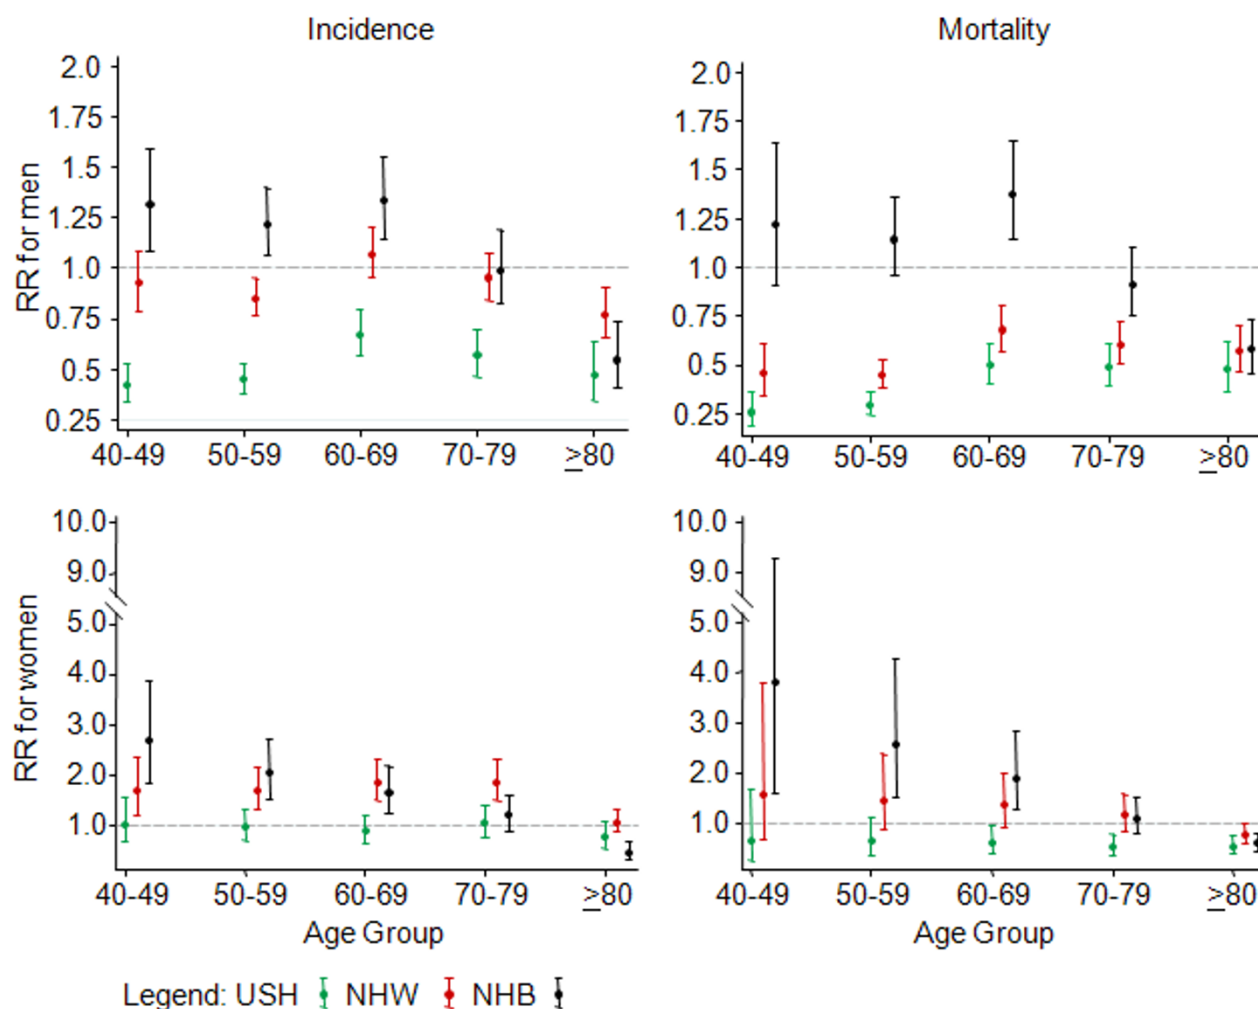 Incidence
Mortality
RR for men
2.0
1.75
1.5
1.25
1.0
0.75
0.5
0.25
40-49 50-59 60-69 70-79 ≥80
2.0
1.75
1.5
1.25
1.0
0.75
0.5
0.25
40-49 50-59 60-69 70-79 ≥80
RR for women
10.0
9.0
5.0
4.0
3.0
2.0
1.0
40-49 50-59 60-69 70-79 ≥80
Age Group
10.0
9.0
5.0
4.0
3.0
2.0
1.0
40-49 50-59 60-69 70-79 ≥80
Age Group
Legend: USH NHW NHB